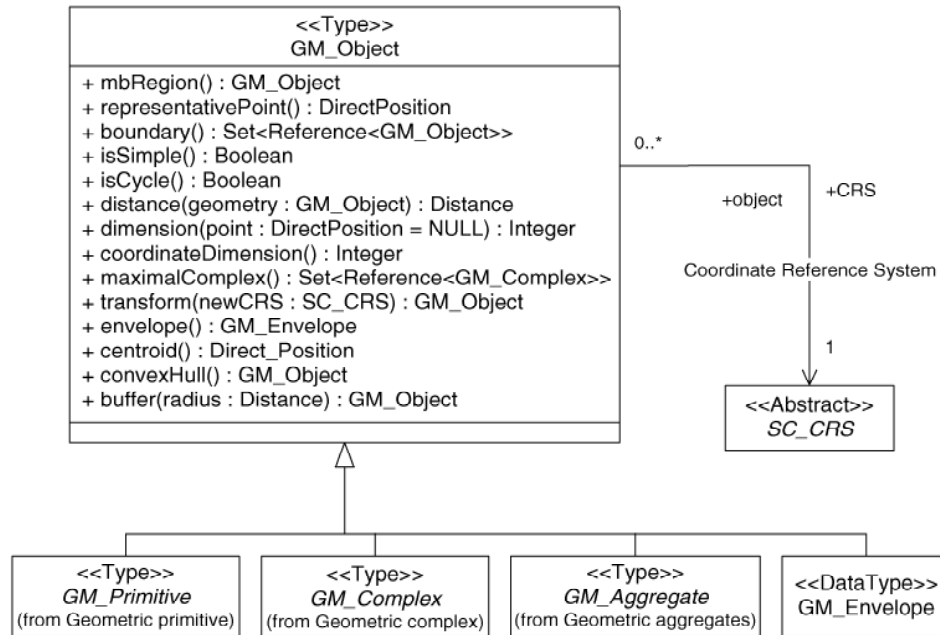 <<Type>>
GM_Object
+ mbRegion() : GM_Object
+ representativePoint() : DirectPosition
+ boundary() : Set<Reference<GM_Object>>
+ isSimple() : Boolean
+ isCycle() : Boolean
+ distance(geometry : GM_Object) : Distance
+ dimension(point : DirectPosition = NULL) : Integer
+ coordinateDimension() : Integer
+ maximalComplex() : Set<Reference<GM_Complex>>
+ transform(newCRS : SC_CRS) : GM_Object
+ envelope() : GM_Envelope
+ centroid() : Direct_Position
+ convexHull() : GM_Object
+ buffer(radius : Distance) : GM_Object
0..*
+object
+CRS
Coordinate Reference System
1
<<Abstract>>
SC_CRS
<<Type>>
GM_Primitive
(from Geometric primitive)
<<Type>>
GM_Complex
(from Geometric complex)
<<Type>>
GM_Aggregate
(from Geometric aggregates)
<<DataType>>
GM_Envelope